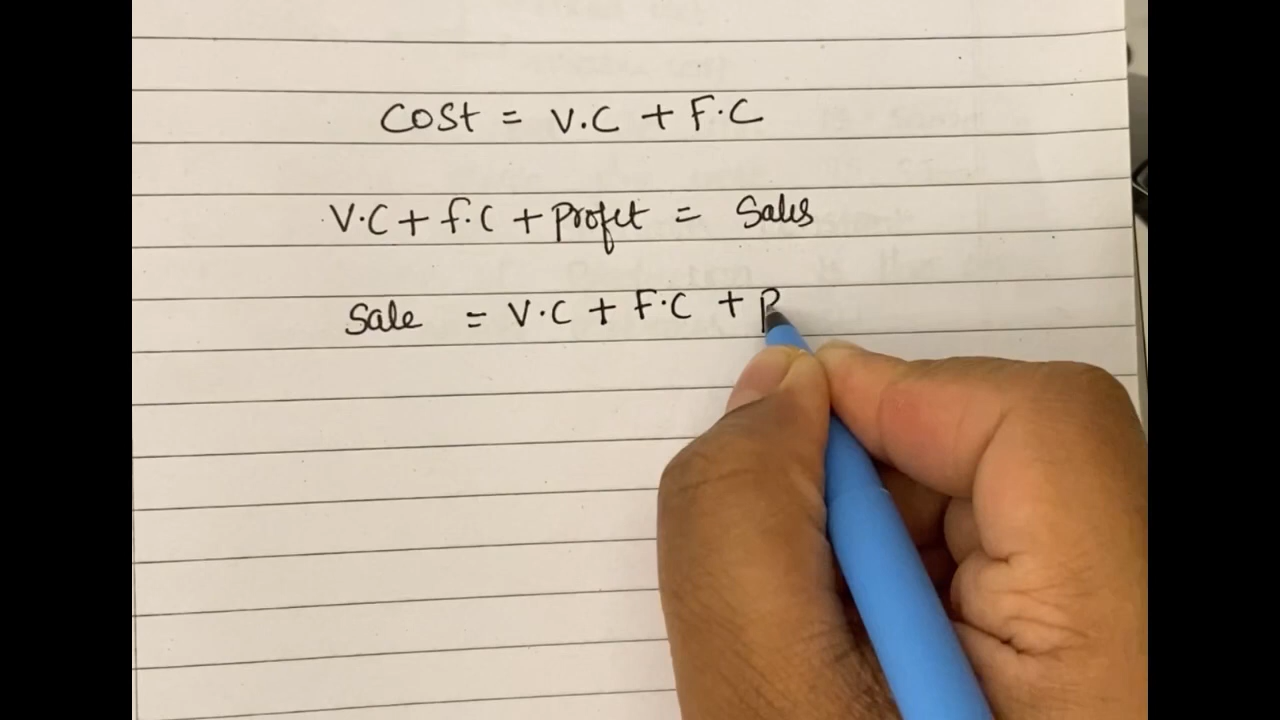 Cost = V.C + F.C
V.C + f.C + Profit = Sales
Sale = V.C + F.C + P